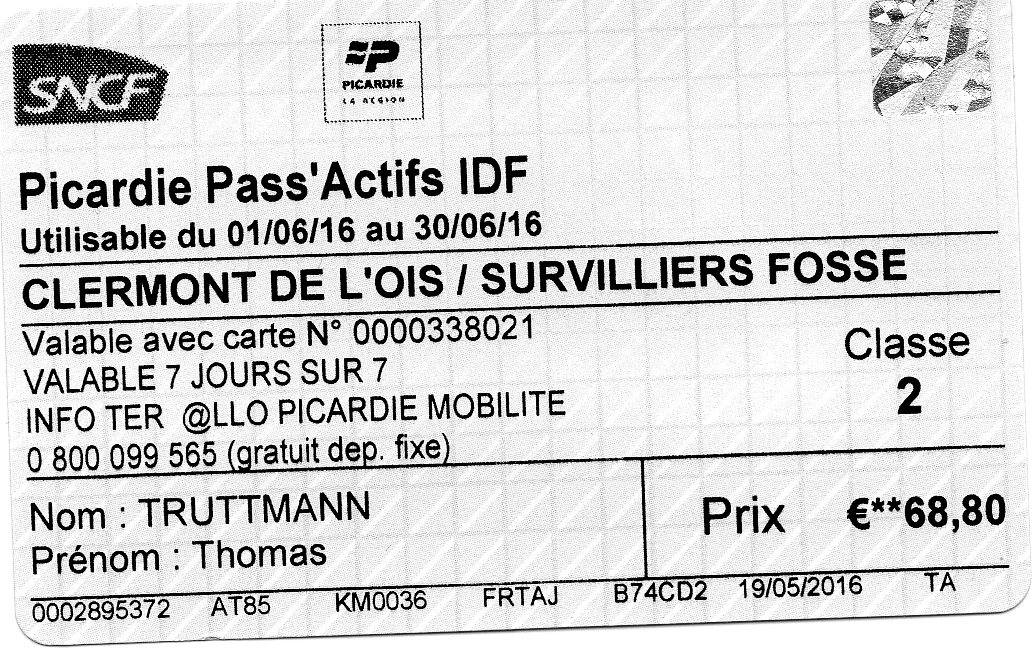 SNCF
PICARDIE
LA RÉGION
Picardie Pass'Actifs IDF
Utilisable du 01/06/16 au 30/06/16
CLERMONT DE L'OIS / SURVILLIERS FOSSE
Valable avec carte N° 0000338021
VALABLE 7 JOURS SUR 7
INFO TER @LLO PICARDIE MOBILITE
0 800 099 565 (gratuit dep. fixe)
Classe
2
Nom : TRUTTMANN
Prénom : Thomas
Prix €**68,80
0002895372 AT85 KM0036 FRTAJ B74CD2 19/05/2016 TA